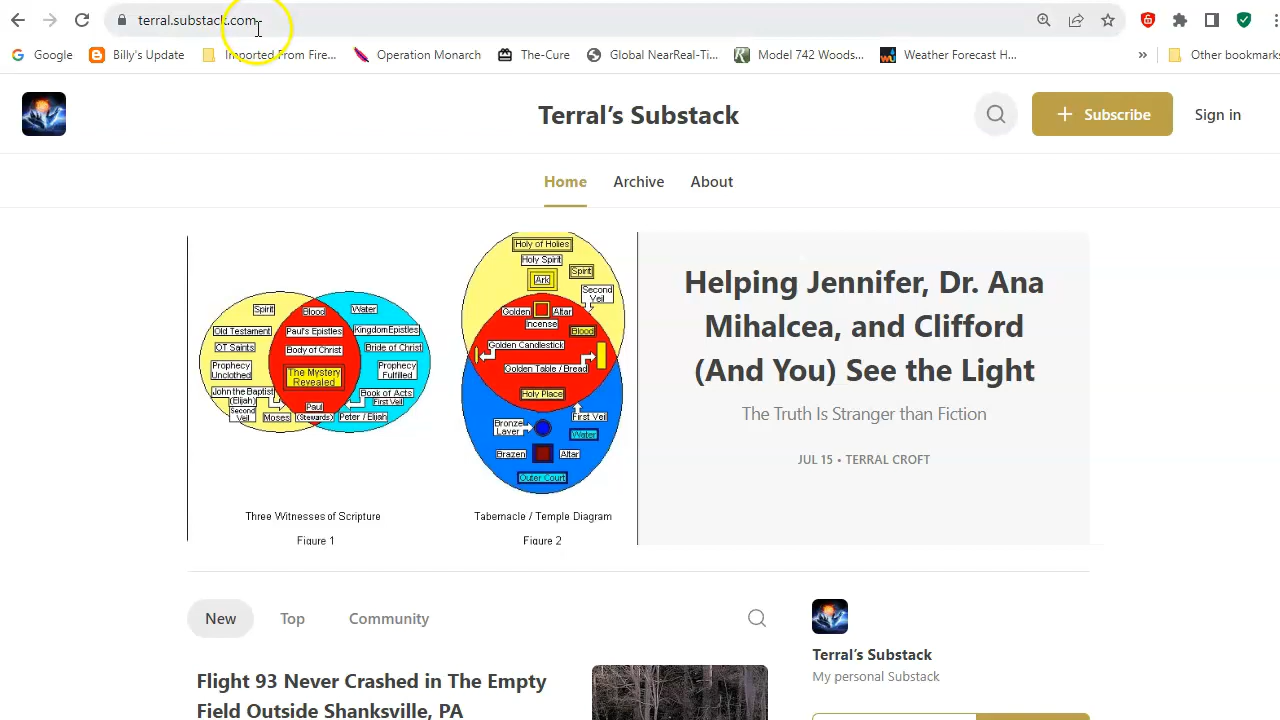 terral.substack.com
Google
Billy's Update
Imported From Fire...
Operation Monarch
The-Cure
Global NearReal-Ti...
Model 742 Woods...
Weather Forecast H...
»
Other bookmarks
Terral’s Substack
+ Subscribe
Sign in
Home
Archive
About
Spirit
Blood
Water
Old Testament
Paul's Epistles
Kingdom Epistles
OT Saints
Body of Christ
Bride of Christ
Prophecy
Unclothed
The Mystery
Revealed
Prophecy
Fulfilled
John the Baptist
(Elijah)
Book of Acts
First Veil
Second
Veil
Moses
Paul
(Stewards)
Peter / Elijah
Three Witnesses of Scripture
Figure 1
Holy of Holies
Holy Spirit
Spirit
Ark
Second
Veil
Golden
Altar
Incense
Blood
Golden Candlestick
Golden Table / Bread
Holy Place
First Veil
Bronze
Laver
Water
Brazen
Altar
Outer Court
Tabernacle / Temple Diagram
Figure 2
Helping Jennifer, Dr. Ana
Mihalcea, and Clifford
(And You) See the Light
The Truth Is Stranger than Fiction
JUL 15 • TERRAL CROFT
New
Top
Community
Flight 93 Never Crashed in The Empty
Field Outside Shanksville, PA
Terral’s Substack
My personal Substack